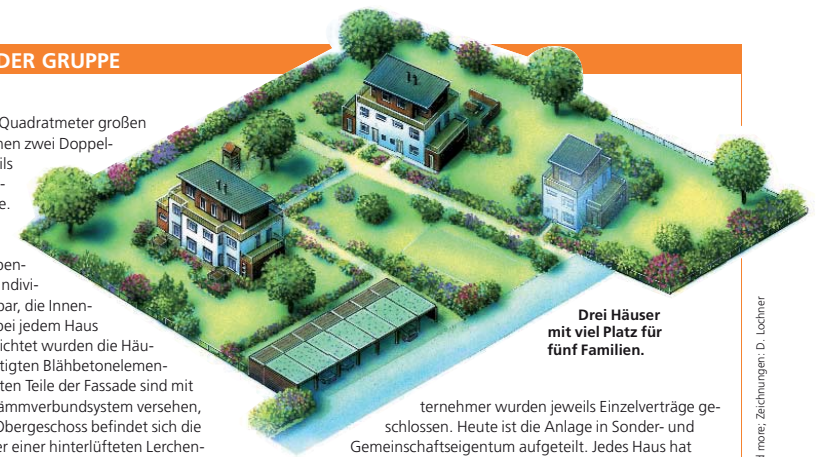 DER GRUPPE
Quadratmeter großen
nen zwei Doppel-
ils
-
e.
pen-
Indivi-
bar, die Innen-
bei jedem Haus
ichtet wurden die Häu-
tigten Blähbetonelemen-
ten Teile der Fassade sind mit
ämmverbundsystem versehen,
Obergeschoss befindet sich die
er einer hinterlüfteten Lerchen-
Drei Häuser
mit viel Platz für
fünf Familien.
ternehmer wurden jeweils Einzelverträge ge-
schlossen. Heute ist die Anlage in Sonder- und
Gemeinschaftseigentum aufgeteilt. Jedes Haus hat
d more; Zeichnungen: D. Lochner